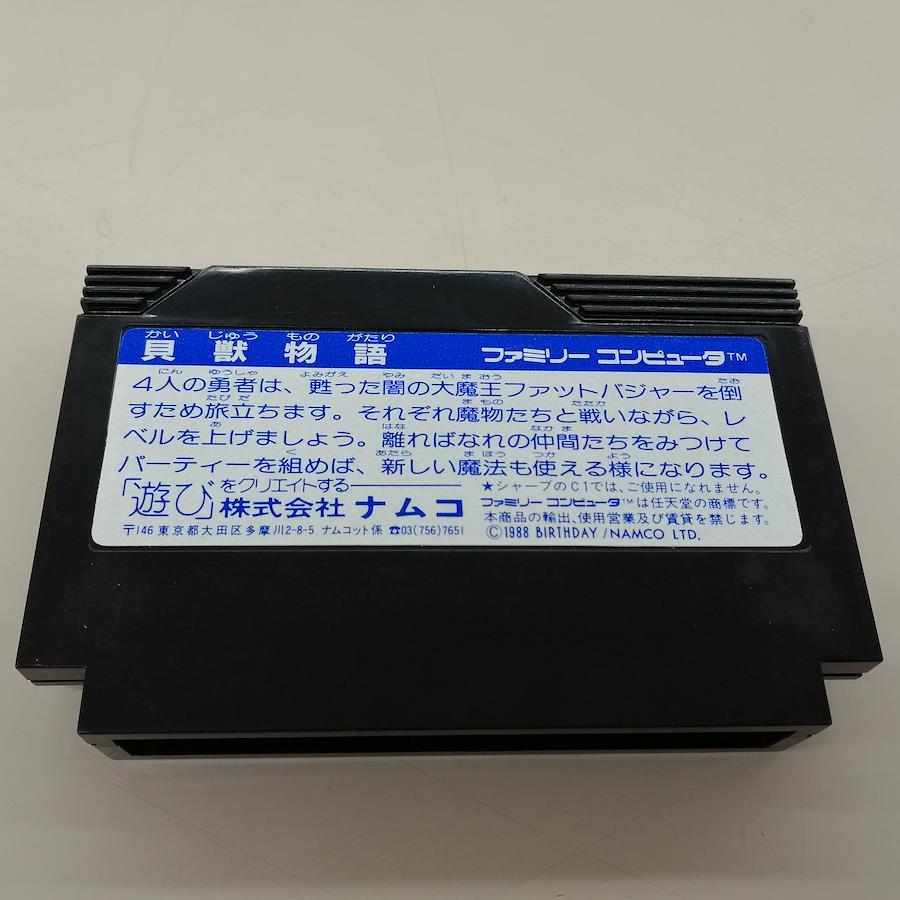 かい じゅう もの がたり
貝獣物語 ファミリー コンピュータ™
にん ゆうしゃ よみがえ やみ だい ま おう たお
4人の勇者は、甦った闇の大魔王ファットバジャーを倒
たび だ ま もの たたか
すため旅立ちます。それぞれ魔物たちと戦いながら、レ
あ はな なか ま
ベルを上げましょう。離ればなれの仲間たちをみつけて
く あたら ま ほう つか よう
パーティーを組めば、新しい魔法も使える様になります。
「遊び」をクリエイトする——
株式会社 ナムコ
〒146 東京都大田区多摩川2-8-5 ナムコット係 ☎03(756)7651
★シャープのC1では、ご使用になれません。
ファミリー コンピュータ™は任天堂の商標です。
本商品の輸出、使用営業及び賃貸を禁じます。
©1988 BIRTHDAY/NAMCO LTD.